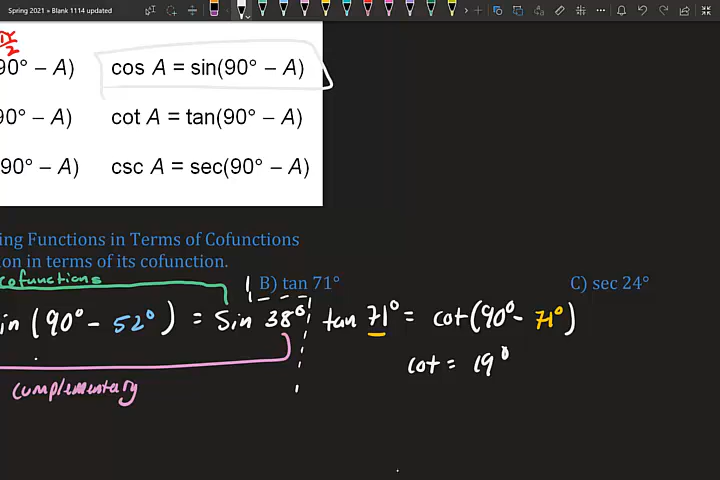 Spring 2021 » Blank 1114 updated
90° – A) cos A = sin(90° – A)
90° – A) cot A = tan(90° – A)
90° – A) csc A = sec(90° – A)
ing Functions in Terms of Cofunctions
ion in terms of its cofunction.
cofunctions B) tan 71° C) sec 24°
in (90° - 52°) = Sin 38° tan 71° = cot(90° - 71°)
cot = 19°
complementary